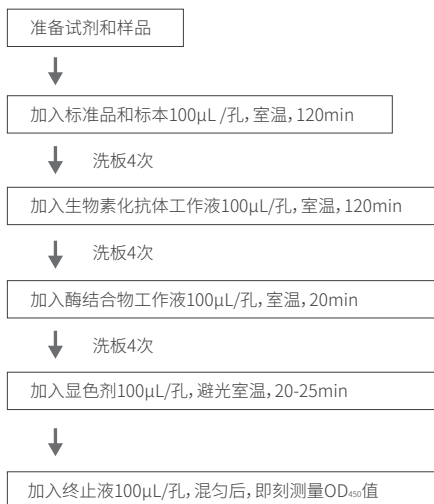 准备试剂和样品
加入标准品和标本100μL /孔，室温，120min
洗板4次
加入生物素化抗体工作液100μL/孔，室温，120min
洗板4次
加入酶结合物工作液100μL/孔，室温，20min
洗板4次
加入显色剂100μL/孔，避光室温，20-25min
加入终止液100μL/孔，混匀后，即刻测量OD₄₅₀值